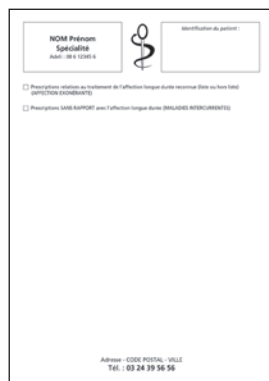 NOM Prénom
Spécialité
Adeli : 08 6 12345 6
Identification du patient :
Prescriptions relatives au traitement de l'affection longue durée reconnue (liste ou hors liste)
(AFFECTION EXONÉRANTE)
Prescriptions SANS RAPPORT avec l'affection longue durée (MALADIES INTERCURRENTES)
Adresse - CODE POSTAL - VILLE
Tél. : 03 24 39 56 56